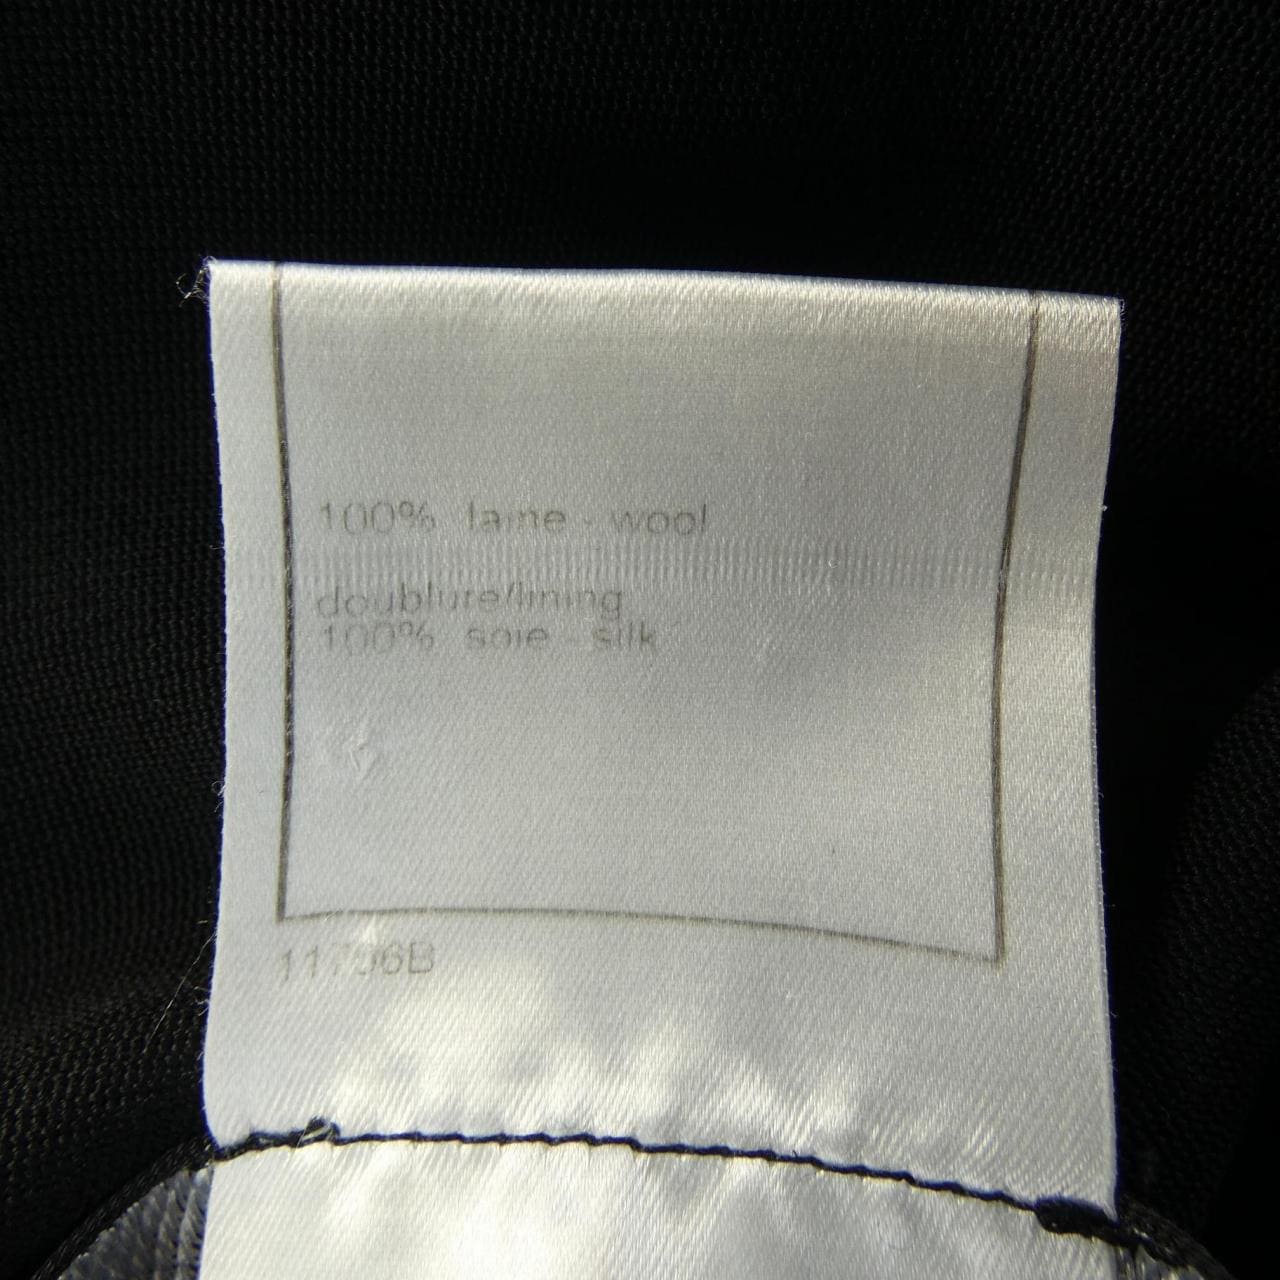 100% laine - wool
doublure/lining
100% soie - silk